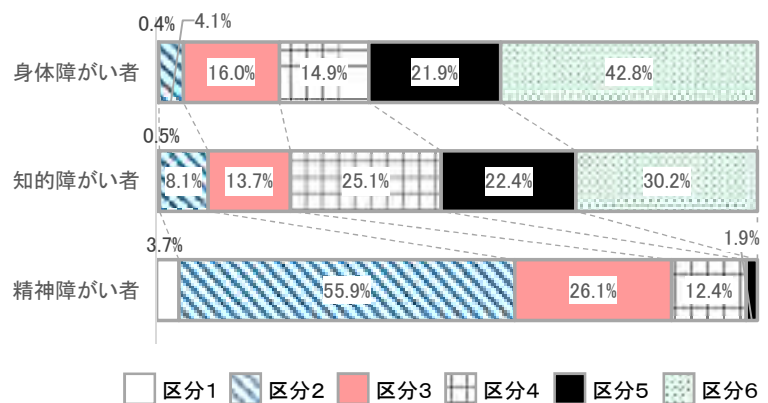 0.4% 4.1%
身体障がい者 16.0% 14.9% 21.9% 42.8%
0.5%
知的障がい者 8.1% 13.7% 25.1% 22.4% 30.2%
3.7% 1.9%
精神障がい者 55.9% 26.1% 12.4%
区分1 区分2 区分3 区分4 区分5 区分6